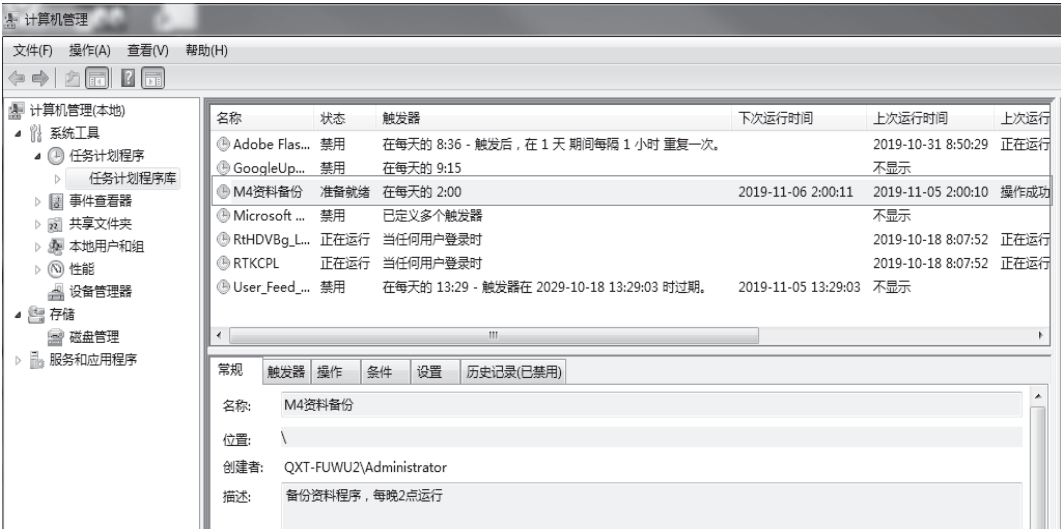 计算机管理
文件(F) 操作(A) 查看(V) 帮助(H)
计算机管理(本地)
系统工具
任务计划程序
任务计划程序库
事件查看器
共享文件夹
本地用户和组
性能
设备管理器
存储
磁盘管理
服务和应用程序
名称 状态 触发器 下次运行时间 上次运行时间 上次运行
Adobe Flas... 禁用 在每天的 8:36 - 触发后，在 1 天 期间每隔 1 小时 重复一次。 2019-10-31 8:50:29 正在运行
GoogleUp... 禁用 在每天的 9:15 不显示
M4资料备份 准备就绪 在每天的 2:00 2019-11-06 2:00:11 2019-11-05 2:00:10 操作成功
Microsoft ... 禁用 已定义多个触发器 不显示
RtHDVBg_L... 正在运行 当任何用户登录时 2019-10-18 8:07:52 正在运行
RTKCPL 正在运行 当任何用户登录时 2019-10-18 8:07:52 正在运行
User_Feed_... 禁用 在每天的 13:29 - 触发器在 2029-10-18 13:29:03 时过期。 2019-11-05 13:29:03 不显示
常规 触发器 操作 条件 设置 历史记录(已禁用)
名称: M4资料备份
位置: \
创建者: QXT-FUWU2\Administrator
描述: 备份资料程序，每晚2点运行